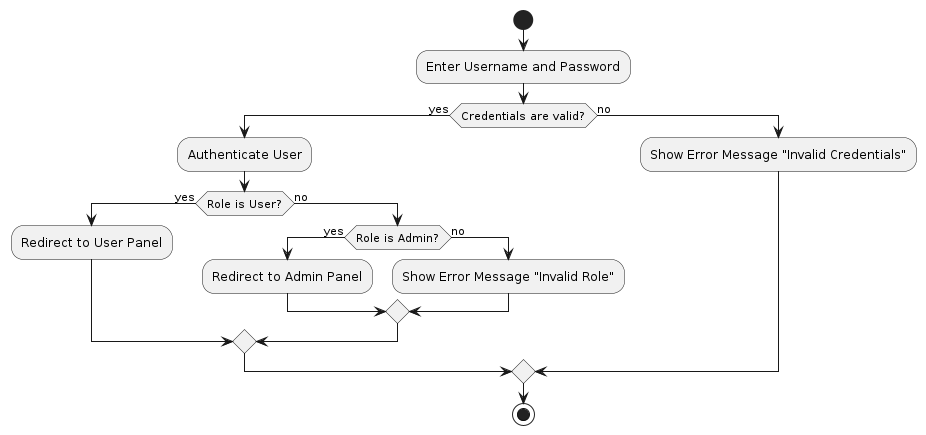 Enter Username and Password
yes
Credentials are valid?
no
Authenticate User
Show Error Message "Invalid Credentials"
yes
Role is User?
no
Redirect to User Panel
yes
Role is Admin?
no
Redirect to Admin Panel
Show Error Message "Invalid Role"